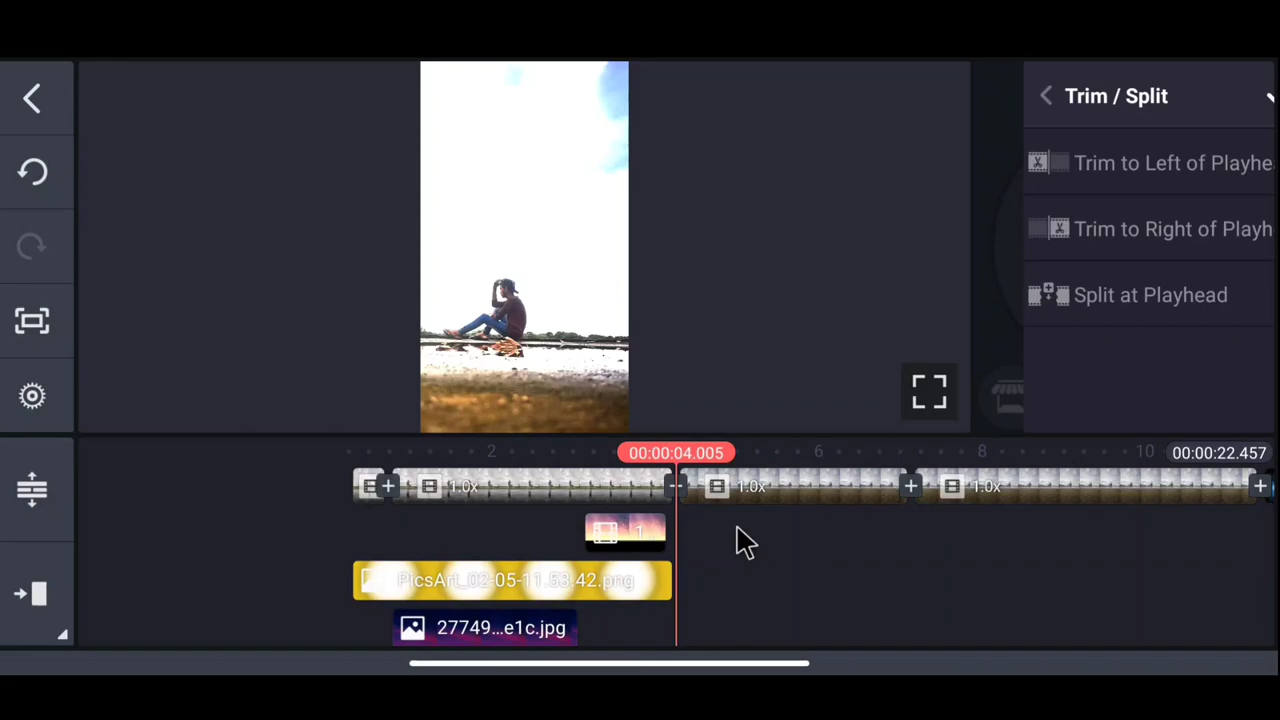 Trim / Split
Trim to Left of Playhe
Trim to Right of Playh
Split at Playhead
2
00:00:04.005
6
8
10
00:00:22.457
1.0x
1.0x
1.0x
1
PicsArt_02-05-11.53.42.png
27749...e1c.jpg